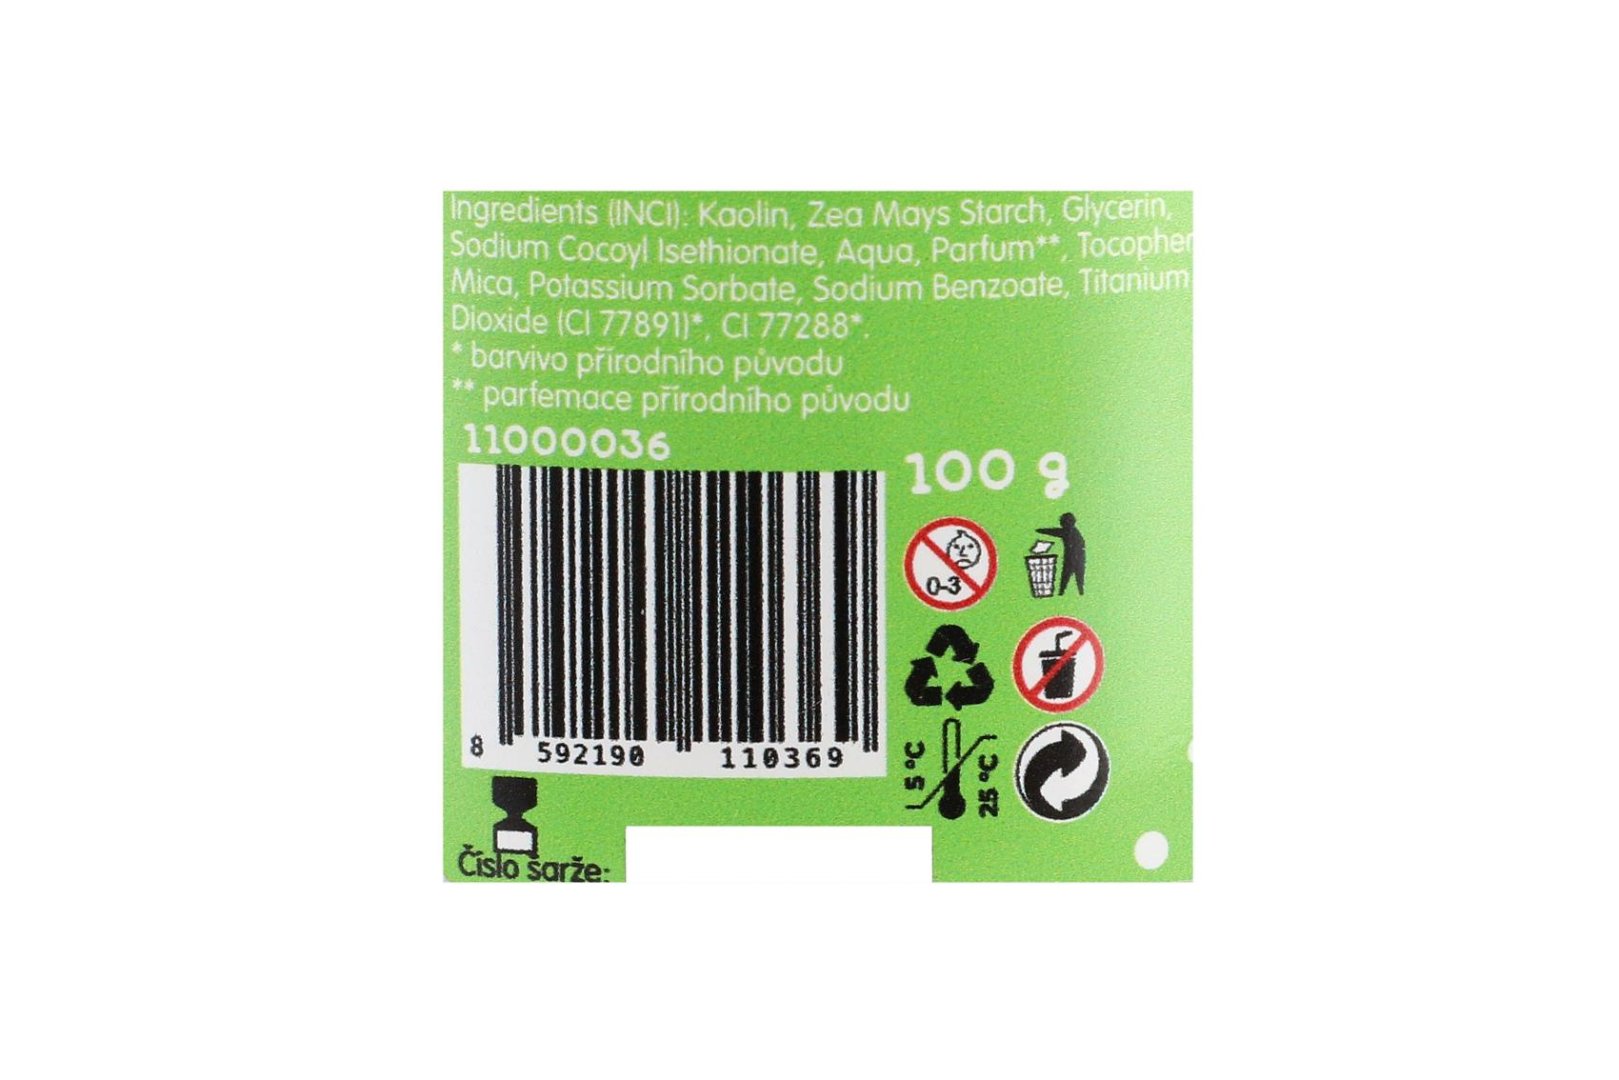 Ingredients (INCI): Kaolin, Zea Mays Starch, Glycerin,
Sodium Cocoyl Isethionate, Aqua, Parfum**, Tocopher
Mica, Potassium Sorbate, Sodium Benzoate, Titanium
Dioxide (CI 77891)*, CI 77288*.
* barvivo přírodního původu
** parfemace přírodního původu
11000036
100 g
0-3
8 592190 110369
5 °C
25 °C
Číslo šarže: